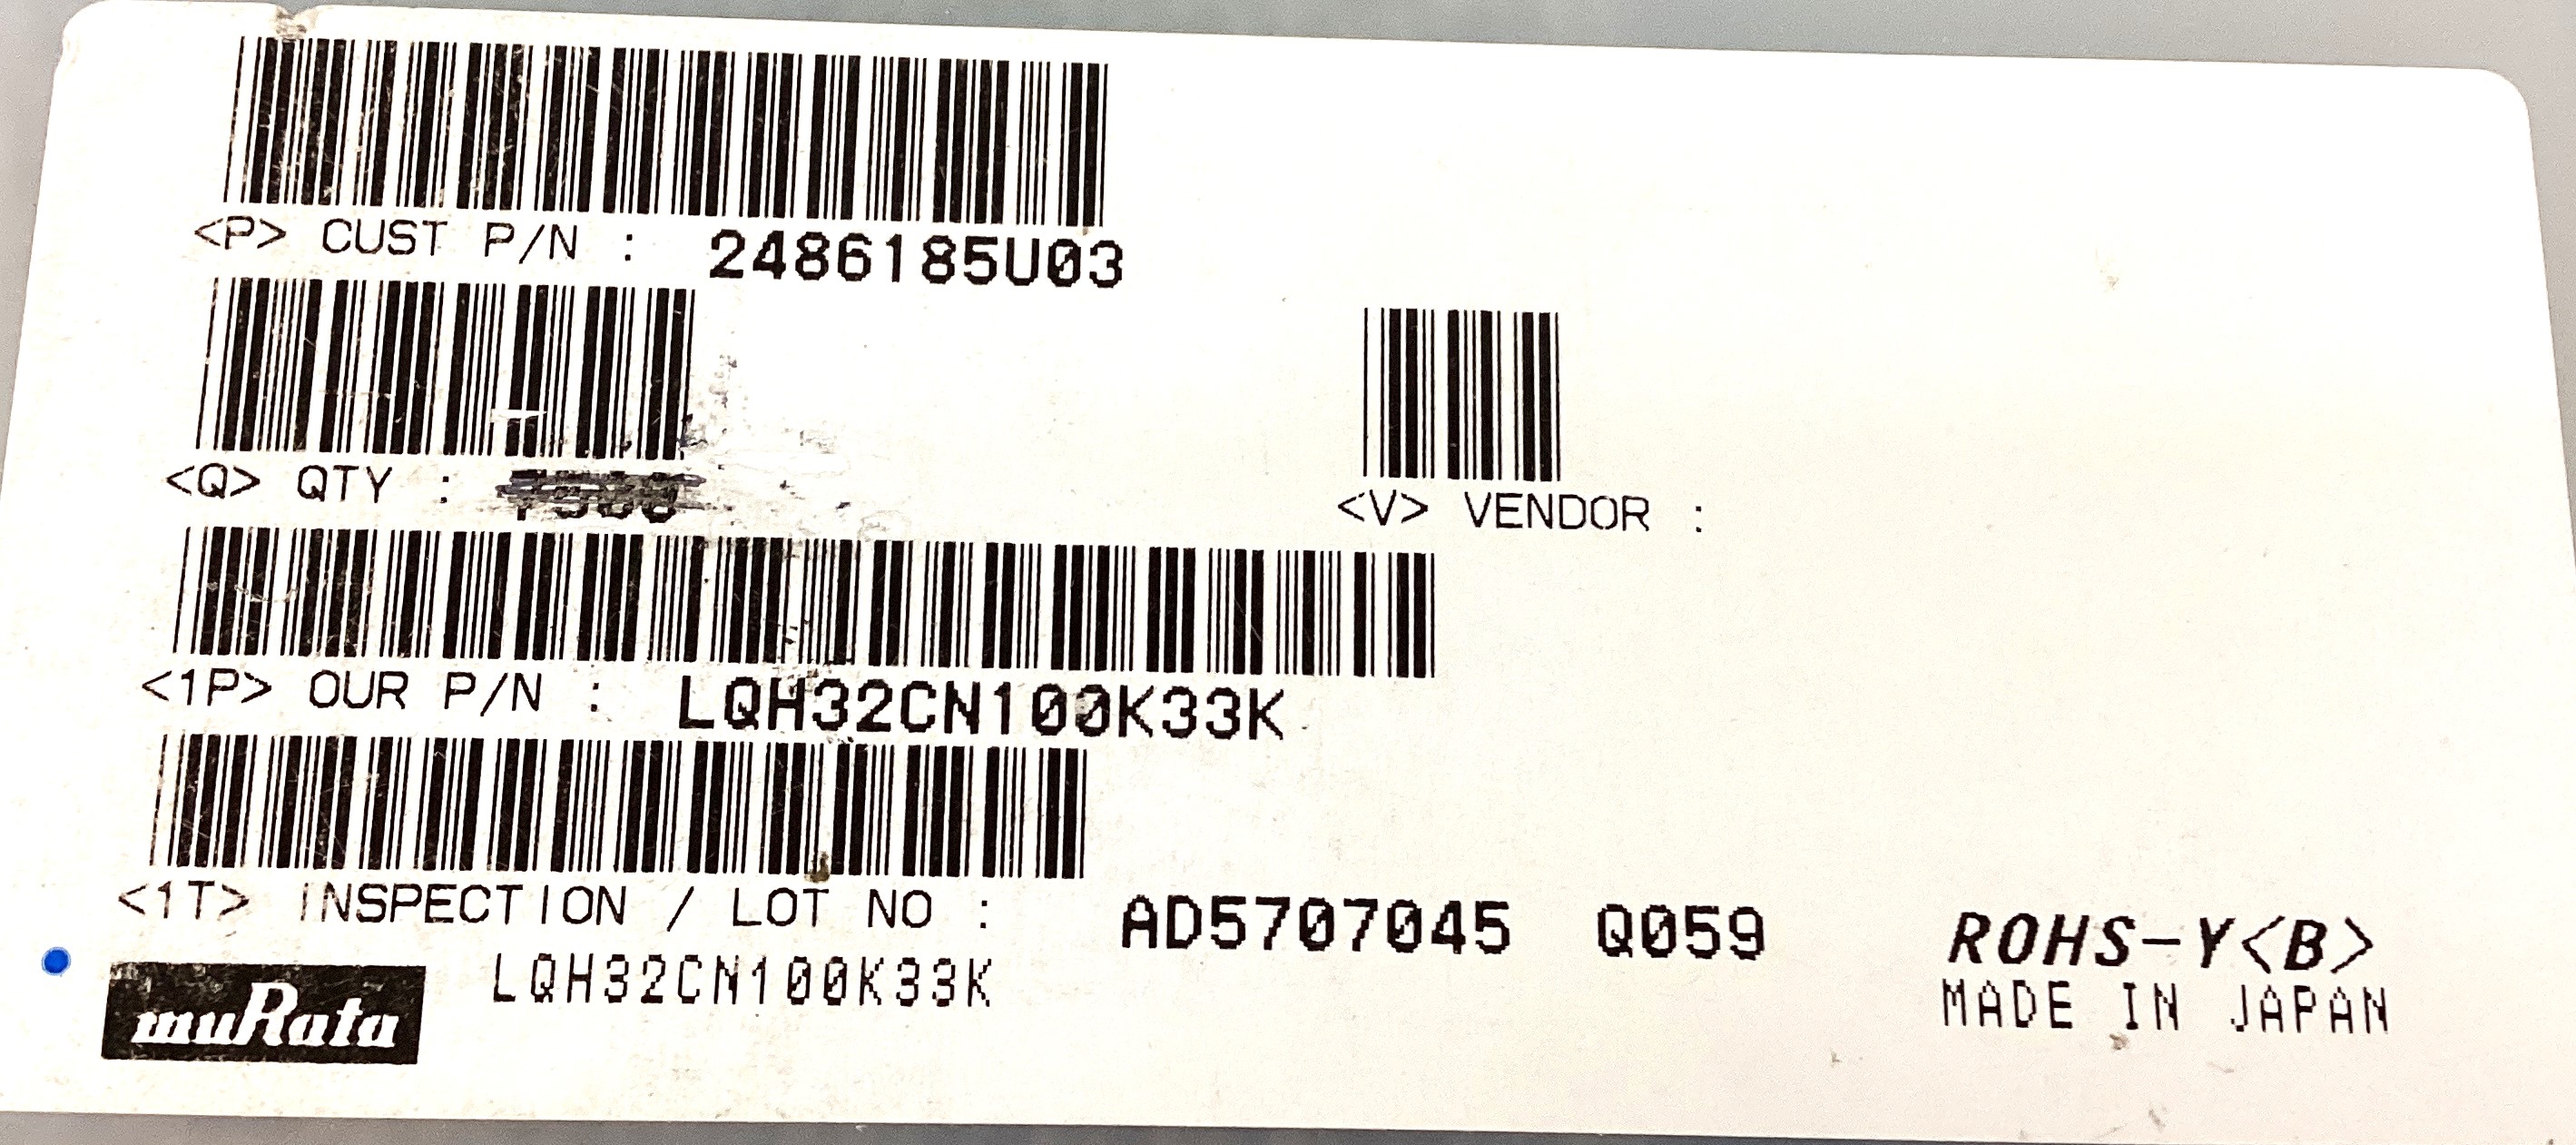 <P> CUST P/N : 2486185U03
<Q> QTY :
<V> VENDOR :
<1P> OUR P/N : LQH32CN100K33K
<1T> INSPECTION / LOT NO : AD5707045 Q059
ROHS-Y<B>
muRata LQH32CN100K33K
MADE IN JAPAN